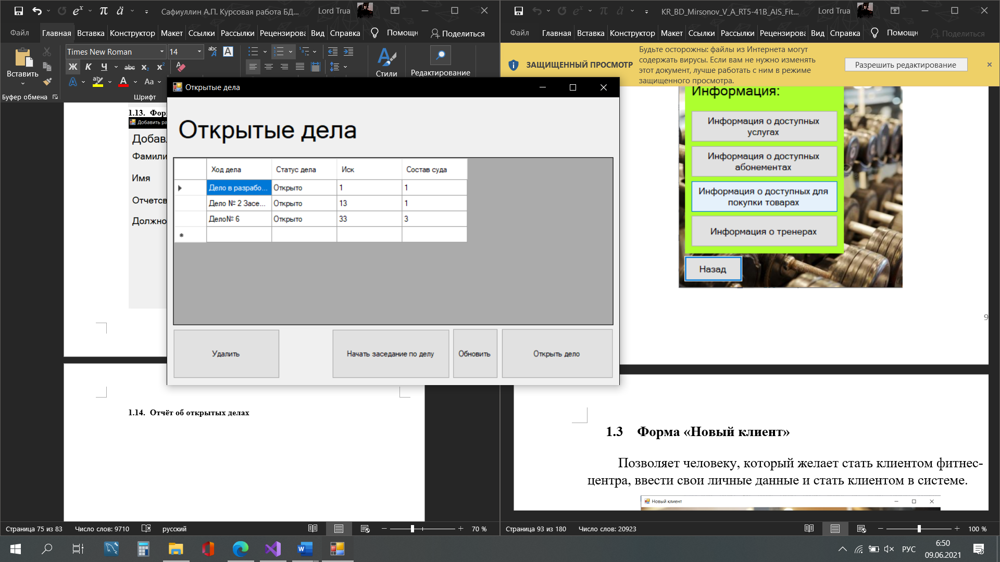 Сафиуллин А.П. Курсовая работа БД...
Lord Trua
Файл
Главная
Вставка
Конструктор
Макет
Ссылки
Рассылки
Рецензирова
Вид
Справка
Помощн
Поделиться
Вставить
Буфер обмена
Times New Roman
14
Ж К Ч abc x₂ x²
Aa
Шрифт
Стили
Редактирование
KR_BD_Mirsonov_V_A_RT5-41B_AIS_Fit...
Lord Trua
Файл
Главная
Вставка
Конструктор
Макет
Ссылки
Рассылки
Рецензирова
Вид
Справка
Помощн
Поделиться
ЗАЩИЩЕННЫЙ ПРОСМОТР
Будьте осторожны: файлы из Интернета могут
содержать вирусы. Если вам не нужно изменять
этот документ, лучше работать с ним в режиме
защищенного просмотра.
Разрешить редактирование
1.13. Фор
Добавить ра
Добав
Фамили
Имя
Отчетсв
Должно
Открытые дела
Открытые дела
Ход дела Статус дела Иск Состав суда
Дело в разрабо... Открыто 1 1
Дело № 2 Засе... Открыто 13 1
Дело№ 6 Открыто 33 3
Удалить
Начать заседание по делу
Обновить
Открыть дело
1.14. Отчёт об открытых делах
Информация:
Информация о доступных
услугах
Информация о доступных
абонементах
Информация о доступных для
покупки товарах
Информация о тренерах
Назад
9
1.3 Форма «Новый клиент»
Позволяет человеку, который желает стать клиентом фитнес-
центра, ввести свои личные данные и стать клиентом в системе.
Новый клиент
Страница 75 из 83
Число слов: 9710
русский
70 %
Страница 93 из 180
Число слов: 20923
100 %
РУС
6:50
09.06.2021